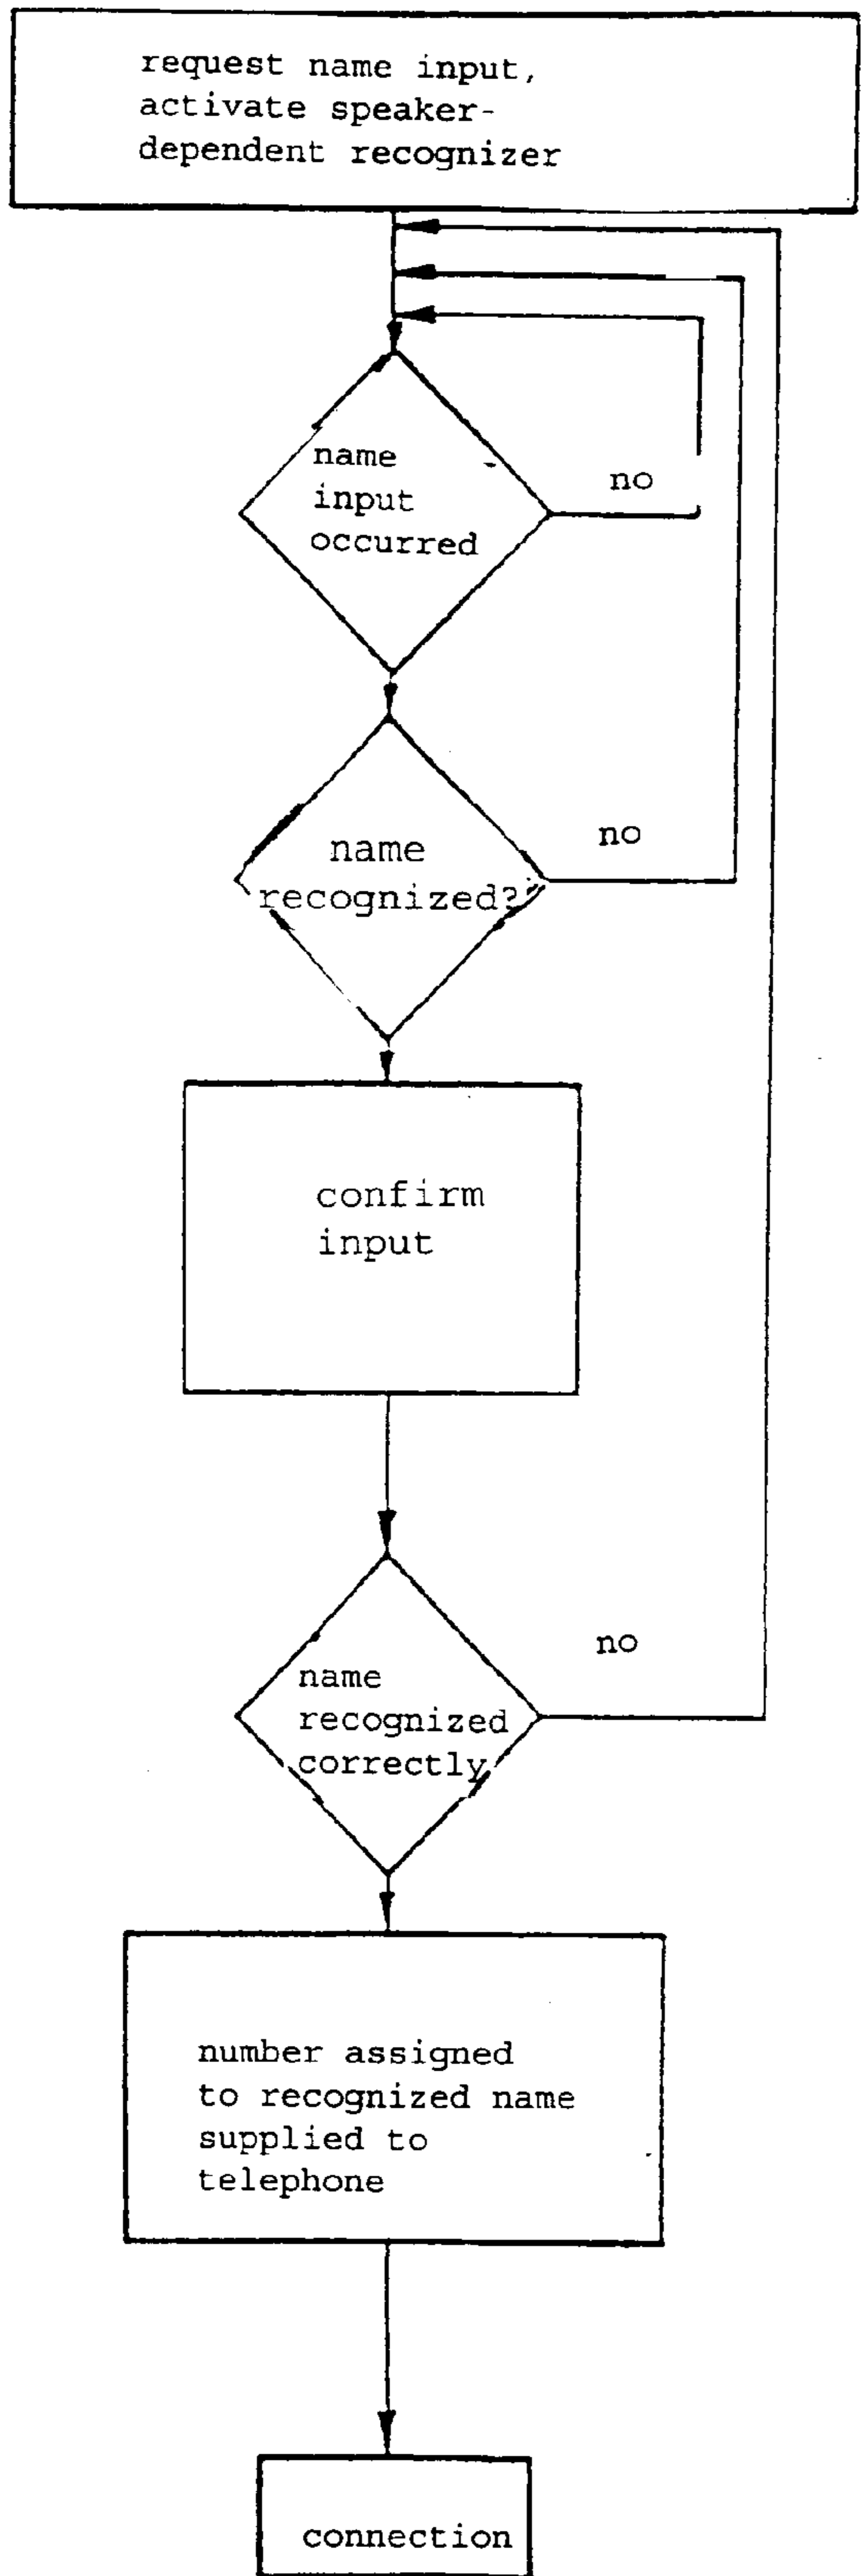 request name input,
activate speaker-
dependent recognizer
name
input
occurred
no
name
recognized?
no
confirm
input
name
recognized
correctly
no
number assigned
to recognized name
supplied to
telephone
connection